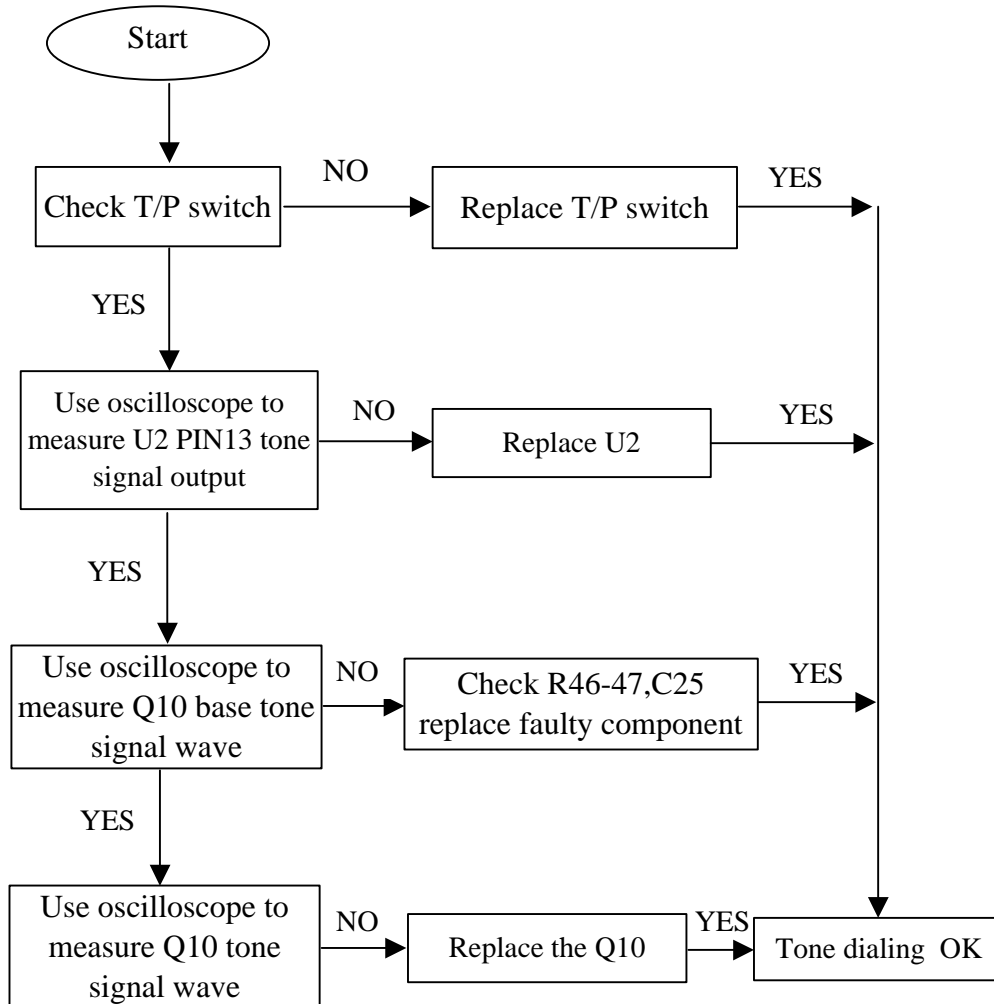 Start
NO
YES
Check T/P switch
Replace T/P switch
YES
Use oscilloscope to
measure U2 PIN13 tone
signal output
NO
Replace U2
YES
YES
Use oscilloscope to
measure Q10 base tone
signal wave
NO
Check R46-47,C25
replace faulty component
YES
YES
Use oscilloscope to
measure Q10 tone
signal wave
NO
Replace the Q10
YES
Tone dialing OK